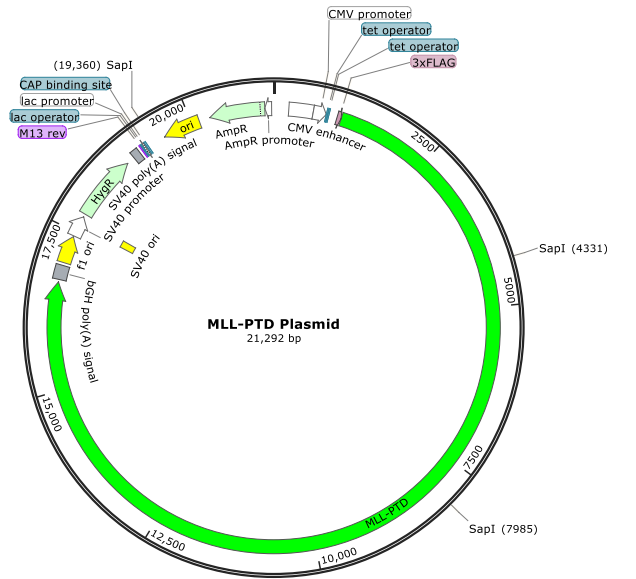 CMV promoter
tet operator
tet operator
3xFLAG
(19,360) SapI
CAP binding site
lac promoter
lac operator
M13 rev
20,000
ori
AmpR
AmpR promoter
CMV enhancer
2500
SV40 poly(A) signal
SV40 promoter
HygR
17,500
f1 ori
SV40 ori
bGH poly(A) signal
SapI (4331)
5000
MLL-PTD Plasmid
21,292 bp
15,000
7500
MLL-PTD
SapI (7985)
12,500
10,000